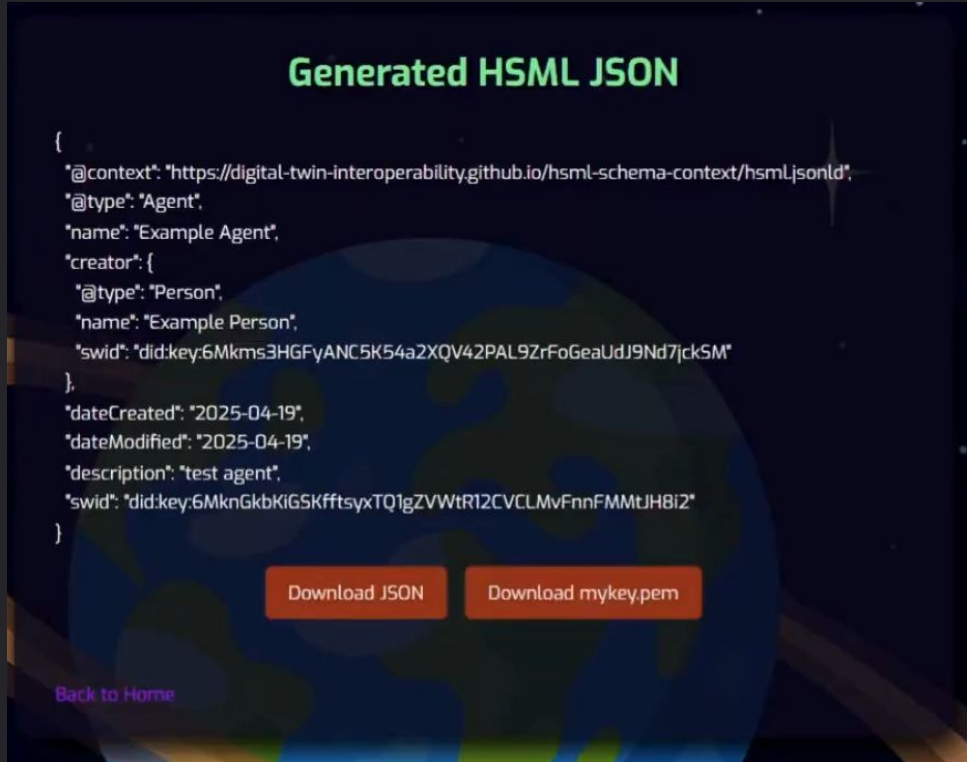 Generated HSML JSON
{
"@context": "https://digital-twin-interoperability.github.io/hsml-schema-context/hsml.jsonld",
"@type": "Agent",
"name": "Example Agent",
"creator": {
"@type": "Person",
"name": "Example Person",
"swid": "did:key:6Mkms3HGFyANC5K54a2XQV42PAL9ZrFoGeaUdJ9Nd7jckSM"
},
"dateCreated": "2025-04-19",
"dateModified": "2025-04-19",
"description": "test agent",
"swid": "did:key:6MknGkbKiGSKfftsyxTQ1gZVWtR12CVCLMvFnnFMMtJH8i2"
}
Download JSON Download mykey.pem
Back to Home